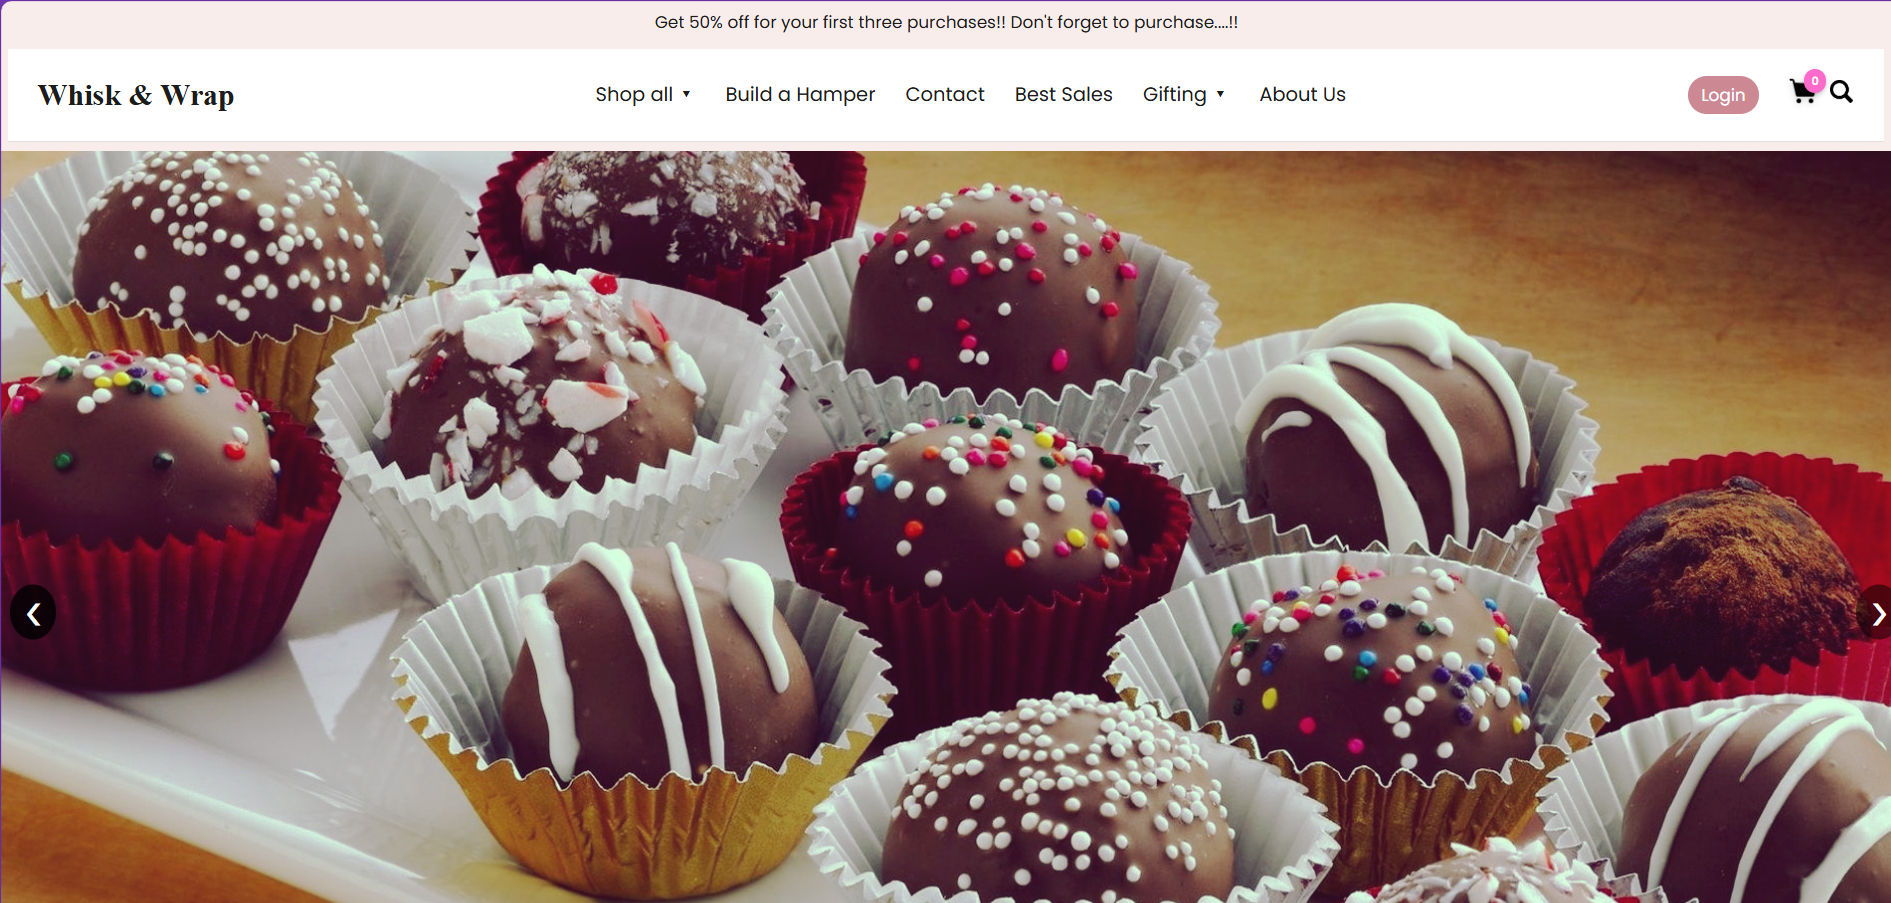 Get 50% off for your first three purchases!! Don't forget to purchase....!!
Whisk & Wrap
Shop all ▼ Build a Hamper Contact Best Sales Gifting ▼ About Us
Login
0
❮ ❯